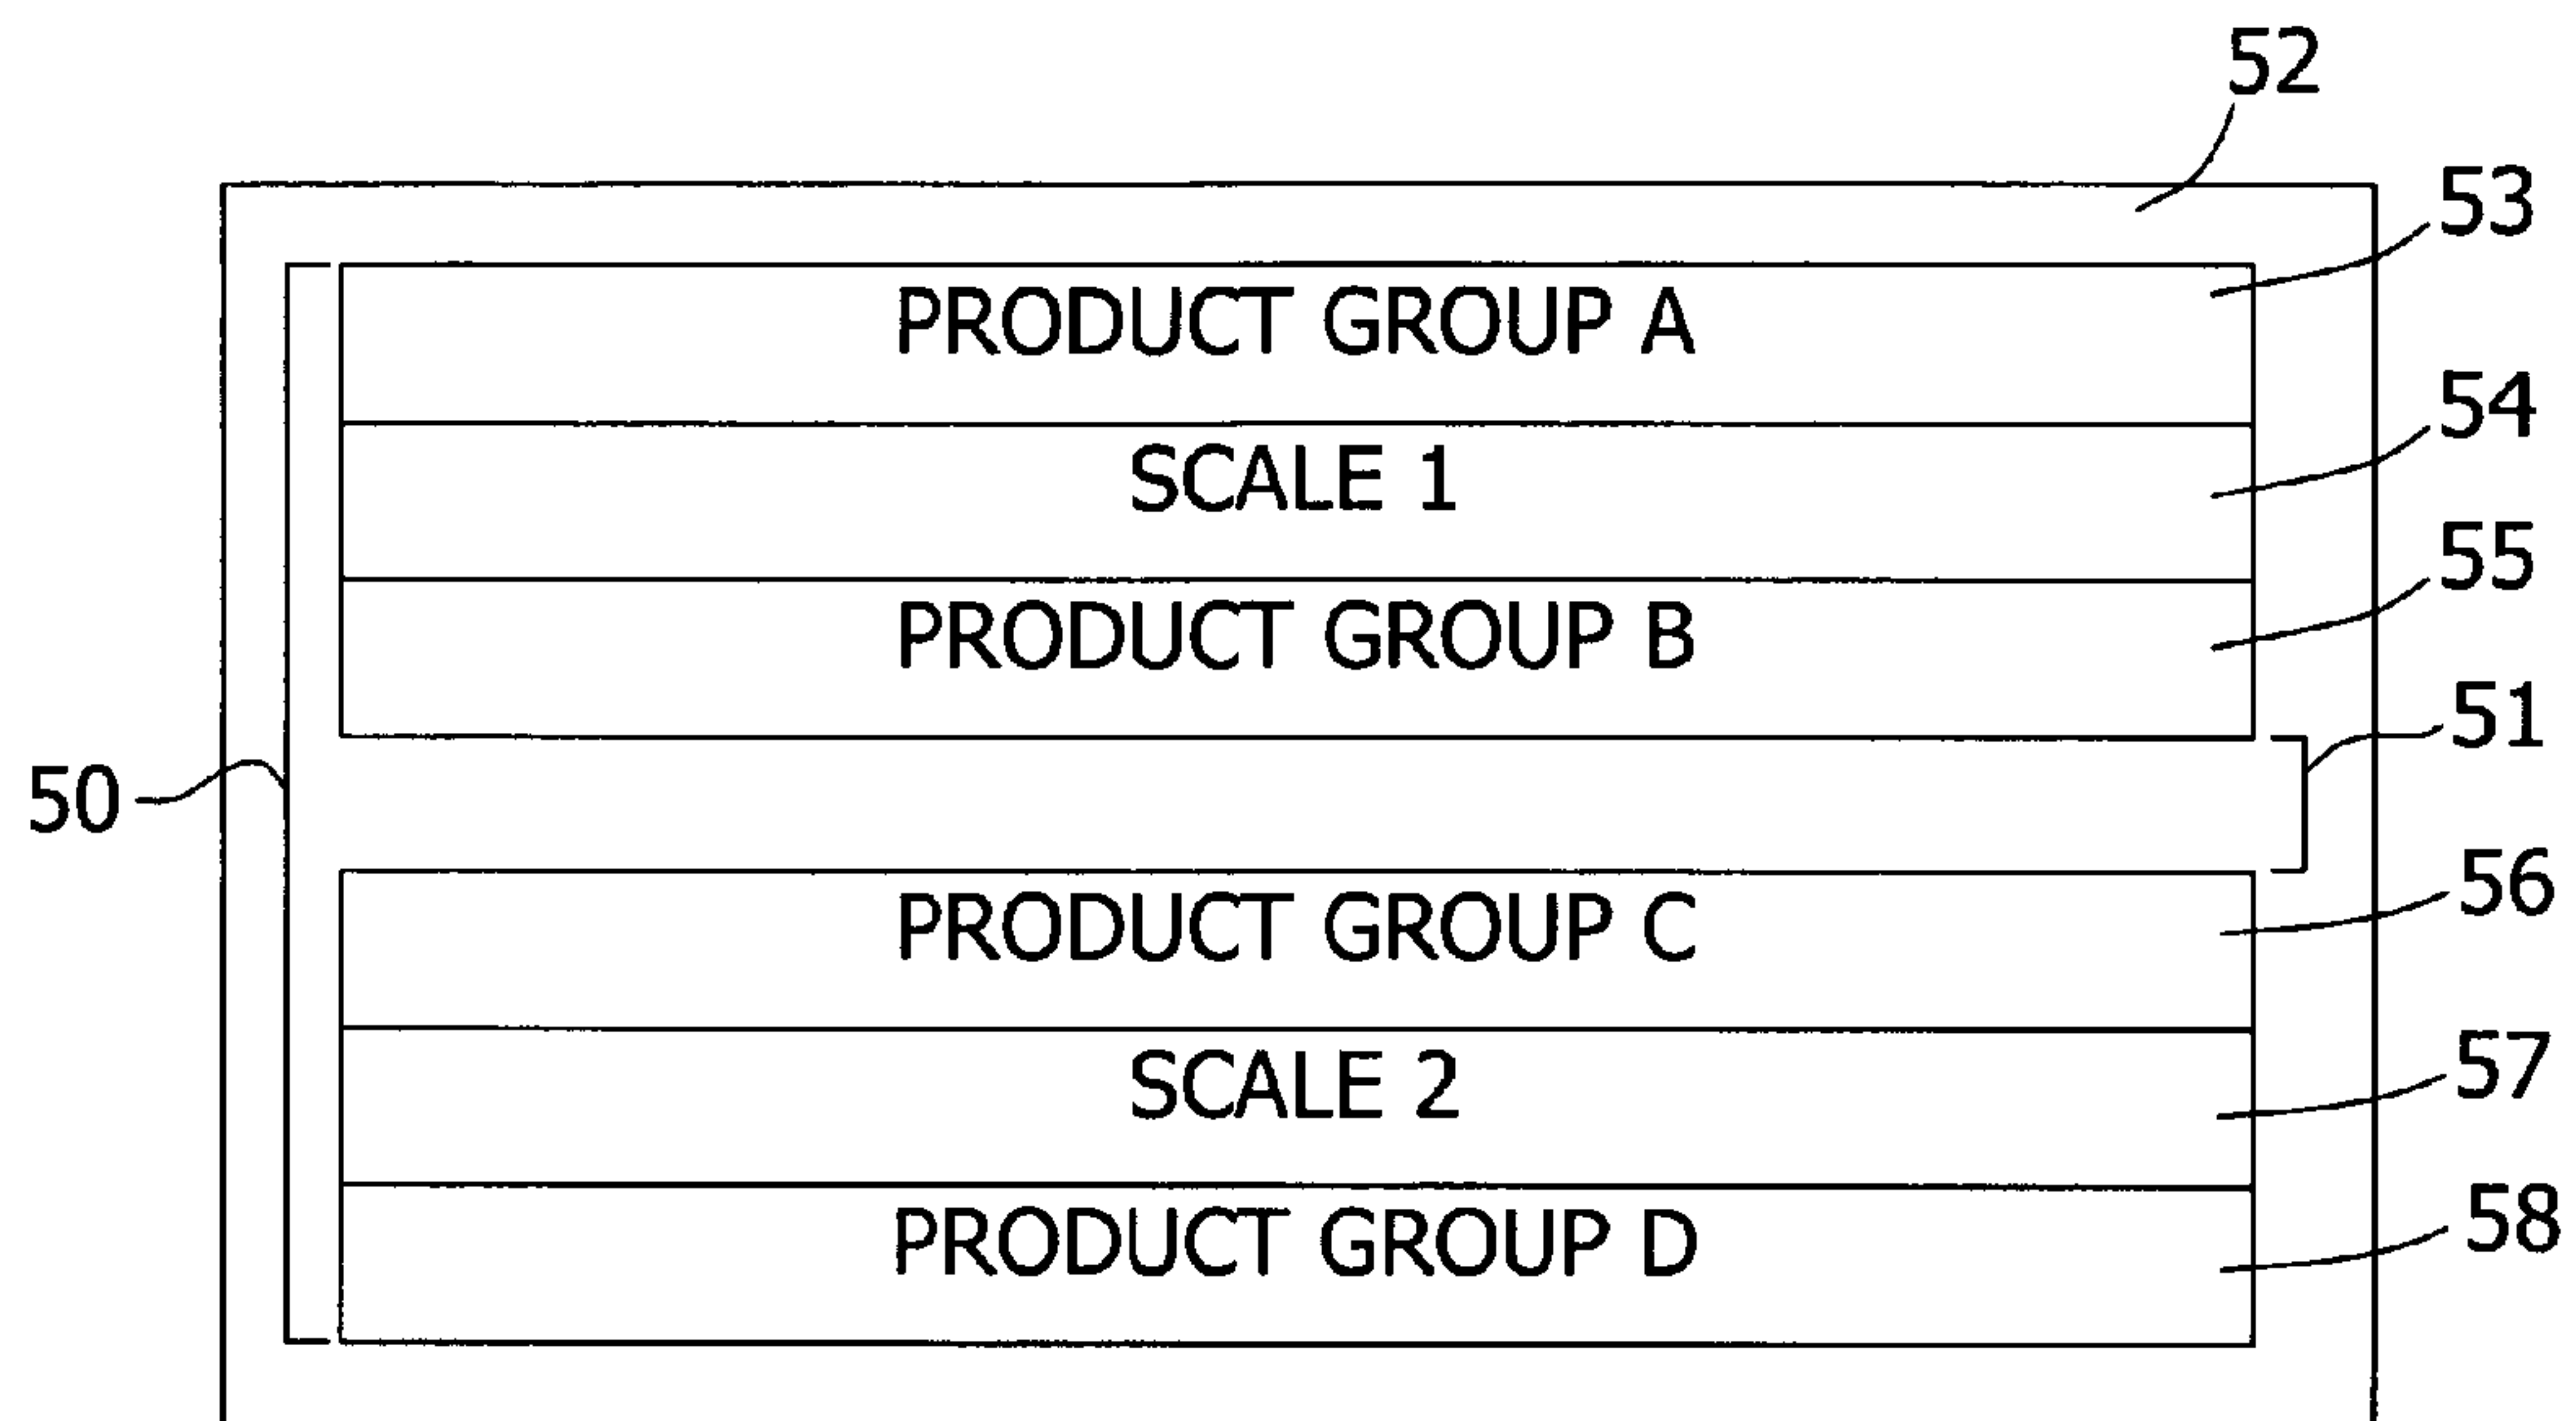 52
53
PRODUCT GROUP A
54
SCALE 1
55
PRODUCT GROUP B
51
50
56
PRODUCT GROUP C
57
SCALE 2
58
PRODUCT GROUP D